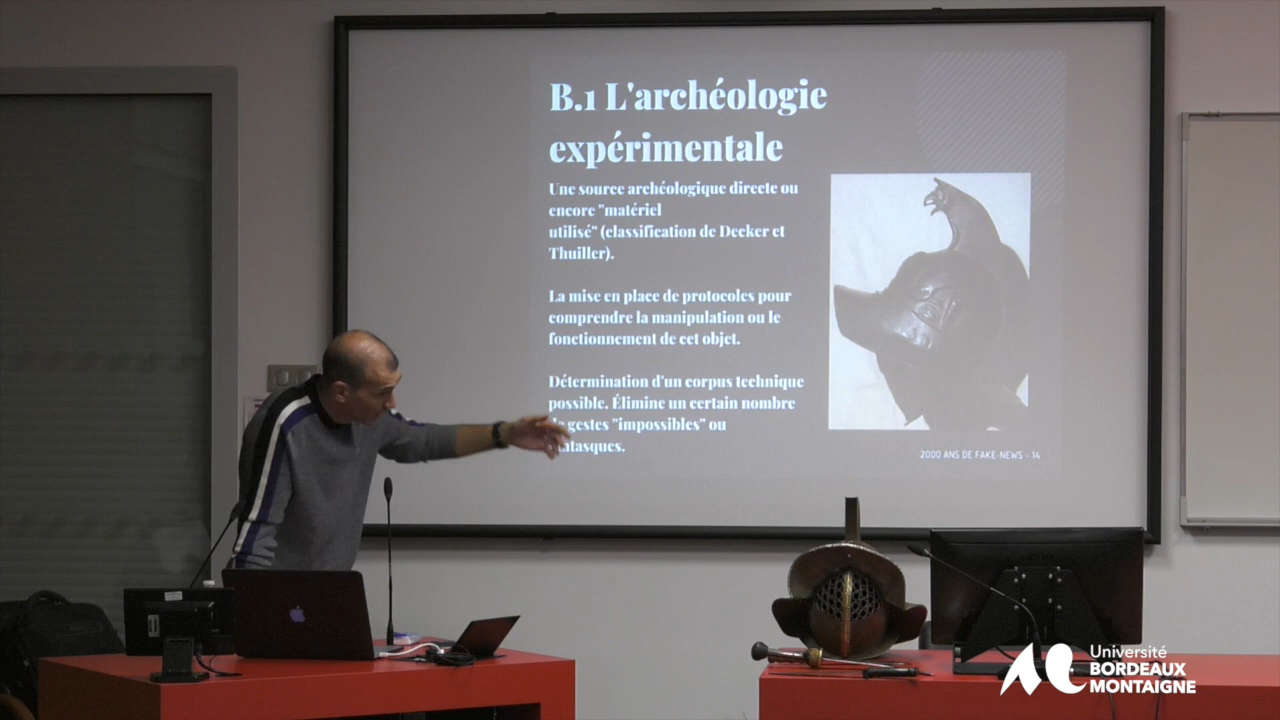 B.1 L'archéologie
expérimentale
Une source archéologique directe ou
encore "matériel
utilisé" (classification de Decker et
Thuiller).
La mise en place de protocoles pour
comprendre la manipulation ou le
fonctionnement de cet objet.
Détermination d'un corpus technique
possible. Élimine un certain nombre
gestes "impossibles" ou
2000 ANS DE FAKE-NEWS - 14
Université
BORDEAUX
MONTAIGNE